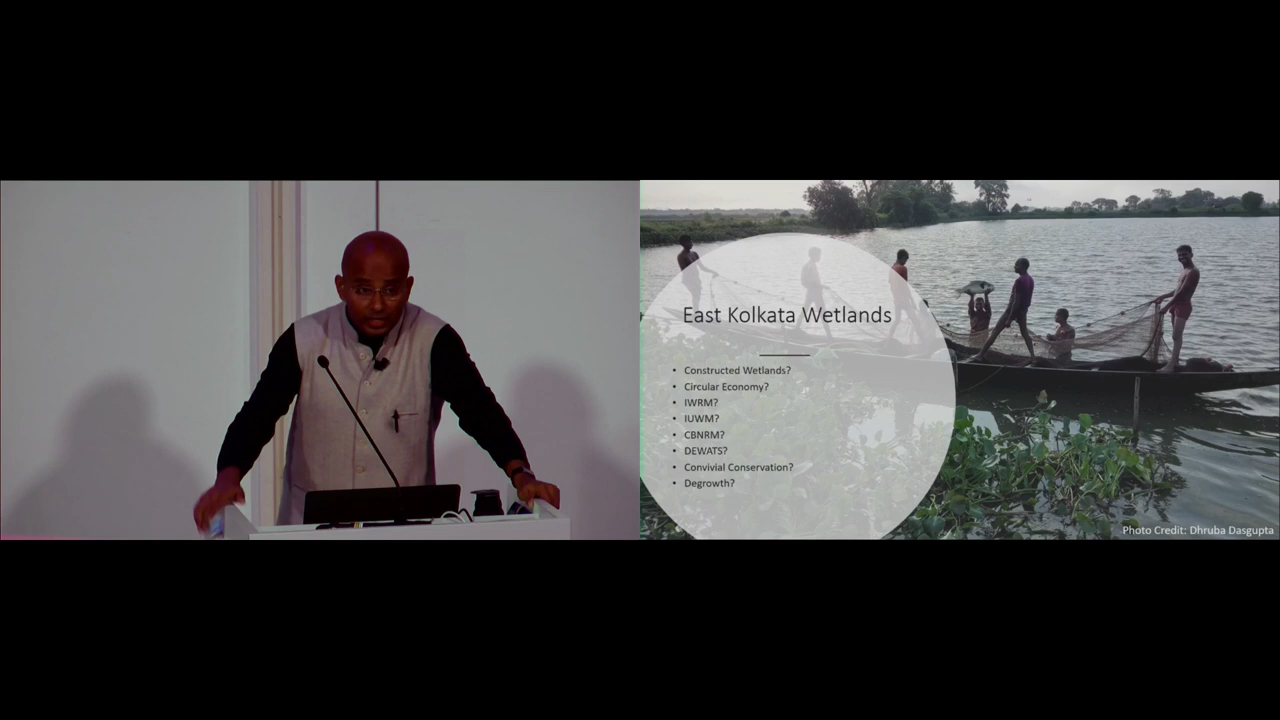 East Kolkata Wetlands
• Constructed Wetlands?
• Circular Economy?
• IWRM?
• IUWM?
• CBNRM?
• DEWATS?
• Convivial Conservation?
• Degrowth?
Photo Credit: Dhruba Dasgupta